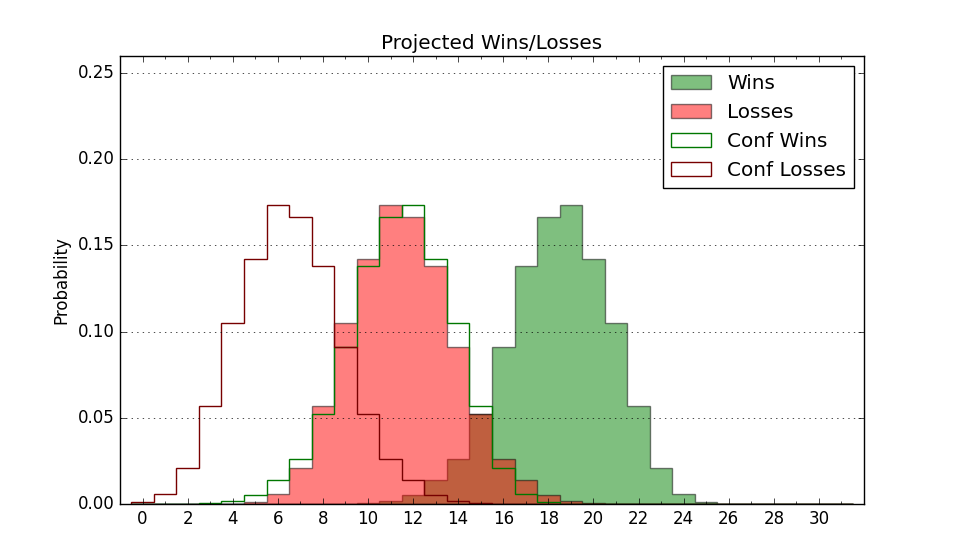 Projected Wins/Losses
0.25
0.20
0.15
0.10
0.05
0.00
Probability
Wins
Losses
Conf Wins
Conf Losses
0 2 4 6 8 10 12 14 16 18 20 22 24 26 28 30